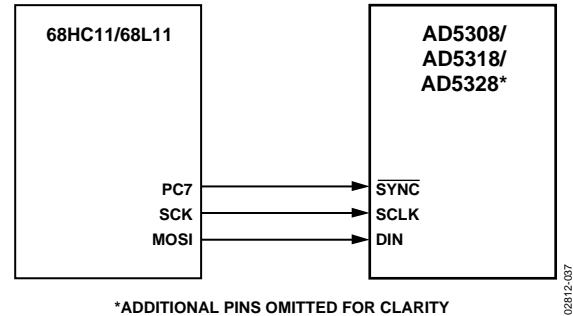 68HC11/68L11
AD5308/
AD5318/
AD5328*
PC7
SCK
MOSI
SYNC
SCLK
DIN
*ADDITIONAL PINS OMITTED FOR CLARITY
02812-037